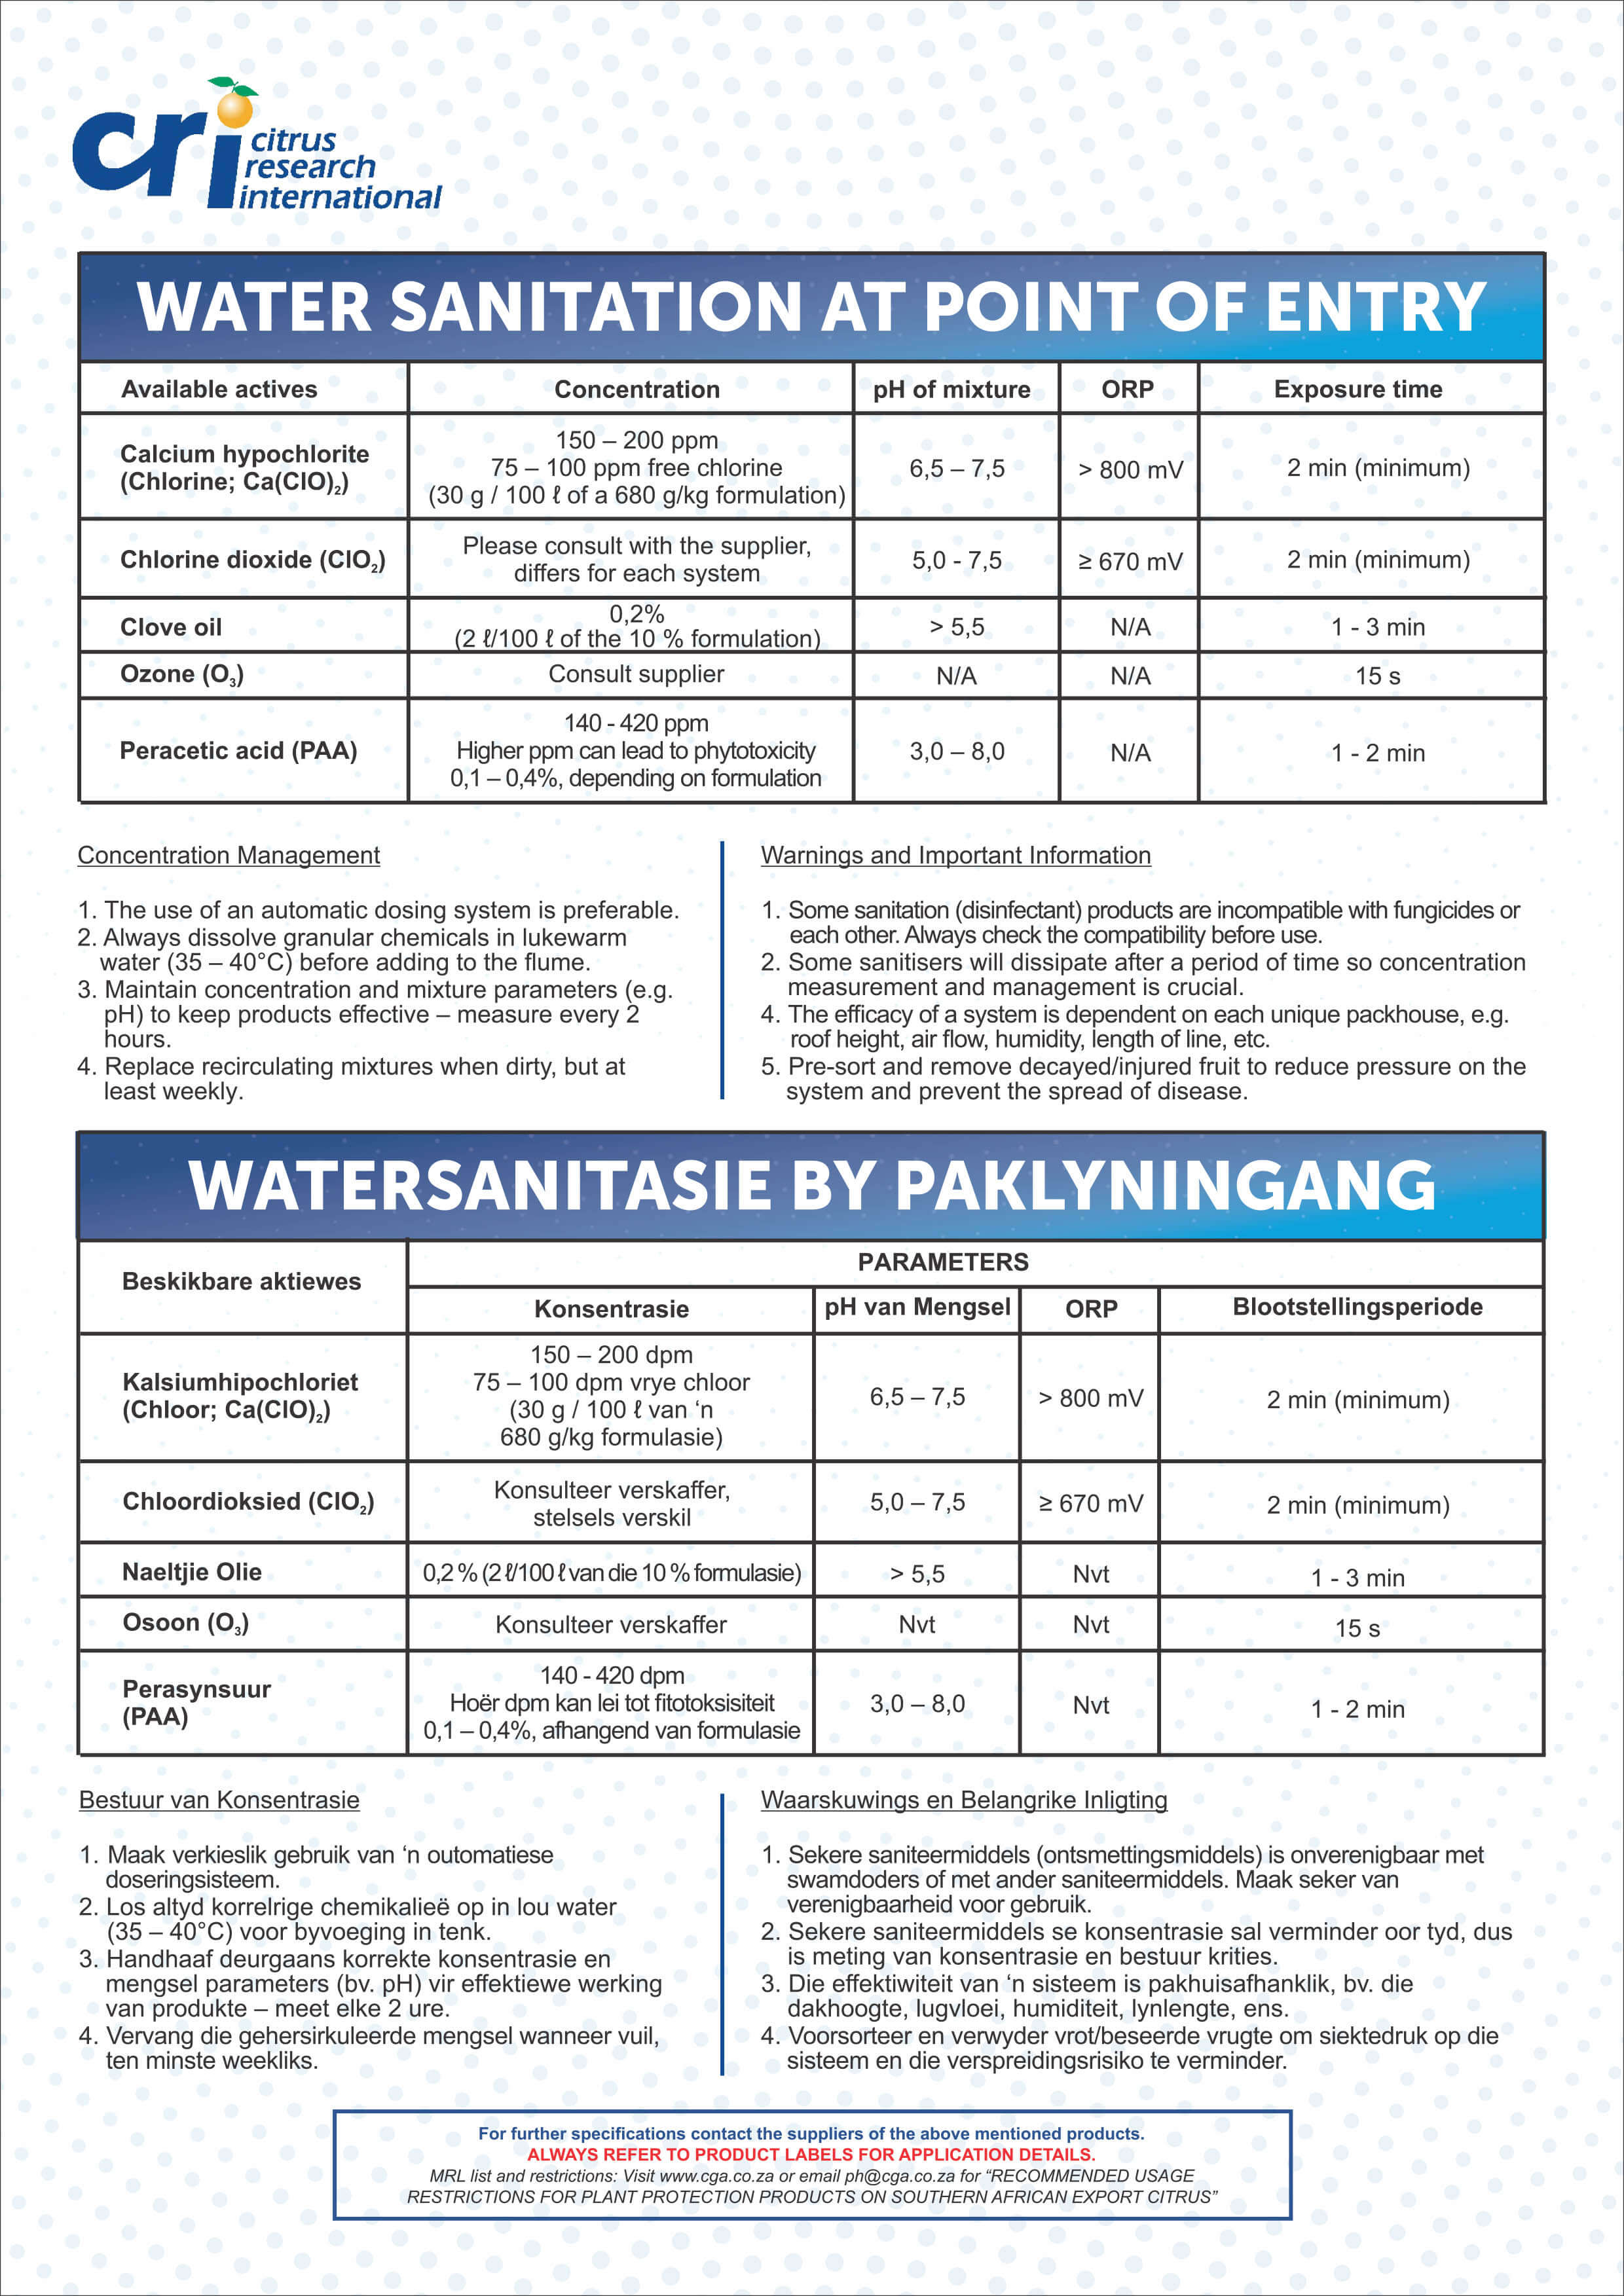 cri
citrus
research
international
WATER SANITATION AT POINT OF ENTRY
Available actives
Concentration
pH of mixture
ORP
Exposure time
Calcium hypochlorite
(Chlorine; Ca(ClO)₂)
150 – 200 ppm
75 – 100 ppm free chlorine
(30 g / 100 ℓ of a 680 g/kg formulation)
6,5 – 7,5
> 800 mV
2 min (minimum)
Chlorine dioxide (ClO₂)
Please consult with the supplier,
differs for each system
5,0 - 7,5
≥ 670 mV
2 min (minimum)
Clove oil
0,2%
(2 ℓ/100 ℓ of the 10 % formulation)
> 5,5
N/A
1 - 3 min
Ozone (O₃)
Consult supplier
N/A
N/A
15 s
Peracetic acid (PAA)
140 - 420 ppm
Higher ppm can lead to phytotoxicity
0,1 – 0,4%, depending on formulation
3,0 – 8,0
N/A
1 - 2 min
Concentration Management
1. The use of an automatic dosing system is preferable.
2. Always dissolve granular chemicals in lukewarm
water (35 – 40°C) before adding to the flume.
3. Maintain concentration and mixture parameters (e.g.
pH) to keep products effective – measure every 2
hours.
4. Replace recirculating mixtures when dirty, but at
least weekly.
Warnings and Important Information
1. Some sanitation (disinfectant) products are incompatible with fungicides or
each other. Always check the compatibility before use.
2. Some sanitisers will dissipate after a period of time so concentration
measurement and management is crucial.
4. The efficacy of a system is dependent on each unique packhouse, e.g.
roof height, air flow, humidity, length of line, etc.
5. Pre-sort and remove decayed/injured fruit to reduce pressure on the
system and prevent the spread of disease.
WATERSANITASIE BY PAKLYNINGANG
Beskikbare aktiewes
PARAMETERS
Konsentrasie
pH van Mengsel
ORP
Blootstellingsperiode
Kalsiumhipochloriet
(Chloor; Ca(ClO)₂)
150 – 200 dpm
75 – 100 dpm vrye chloor
(30 g / 100 ℓ van ‘n
680 g/kg formulasie)
6,5 – 7,5
> 800 mV
2 min (minimum)
Chloordioksied (ClO₂)
Konsulteer verskaffer,
stelsels verskil
5,0 – 7,5
≥ 670 mV
2 min (minimum)
Naeltjie Olie
0,2 % (2 ℓ/100 ℓ van die 10 % formulasie)
> 5,5
Nvt
1 - 3 min
Osoon (O₃)
Konsulteer verskaffer
Nvt
Nvt
15 s
Perasynsuur
(PAA)
140 - 420 dpm
Hoër dpm kan lei tot fitotoksisiteit
0,1 – 0,4%, afhangend van formulasie
3,0 – 8,0
Nvt
1 - 2 min
Bestuur van Konsentrasie
1. Maak verkieslik gebruik van ‘n outomatiese
doseringsisteem.
2. Los altyd korrelrige chemikalieë op in lou water
(35 – 40°C) voor byvoeging in tenk.
3. Handhaaf deurgaans korrekte konsentrasie en
mengsel parameters (bv. pH) vir effektiewe werking
van produkte – meet elke 2 ure.
4. Vervang die gehersirkuleerde mengsel wanneer vuil,
ten minste weekliks.
Waarskuwings en Belangrike Inligting
1. Sekere saniteermiddels (ontsmettingsmiddels) is onverenigbaar met
swamdoders of met ander saniteermiddels. Maak seker van
verenigbaarheid voor gebruik.
2. Sekere saniteermiddels se konsentrasie sal verminder oor tyd, dus
is meting van konsentrasie en bestuur krities.
3. Die effektiwiteit van ‘n sisteem is pakhuisafhanklik, bv. die
dakhoogte, lugvloei, humiditeit, lynlengte, ens.
4. Voorsorteer en verwyder vrot/beseerde vrugte om siektedruk op die
sisteem en die verspreidingsrisiko te verminder.
For further specifications contact the suppliers of the above mentioned products.
ALWAYS REFER TO PRODUCT LABELS FOR APPLICATION DETAILS.
MRL list and restrictions: Visit www.cga.co.za or email ph@cga.co.za for “RECOMMENDED USAGE
RESTRICTIONS FOR PLANT PROTECTION PRODUCTS ON SOUTHERN AFRICAN EXPORT CITRUS”